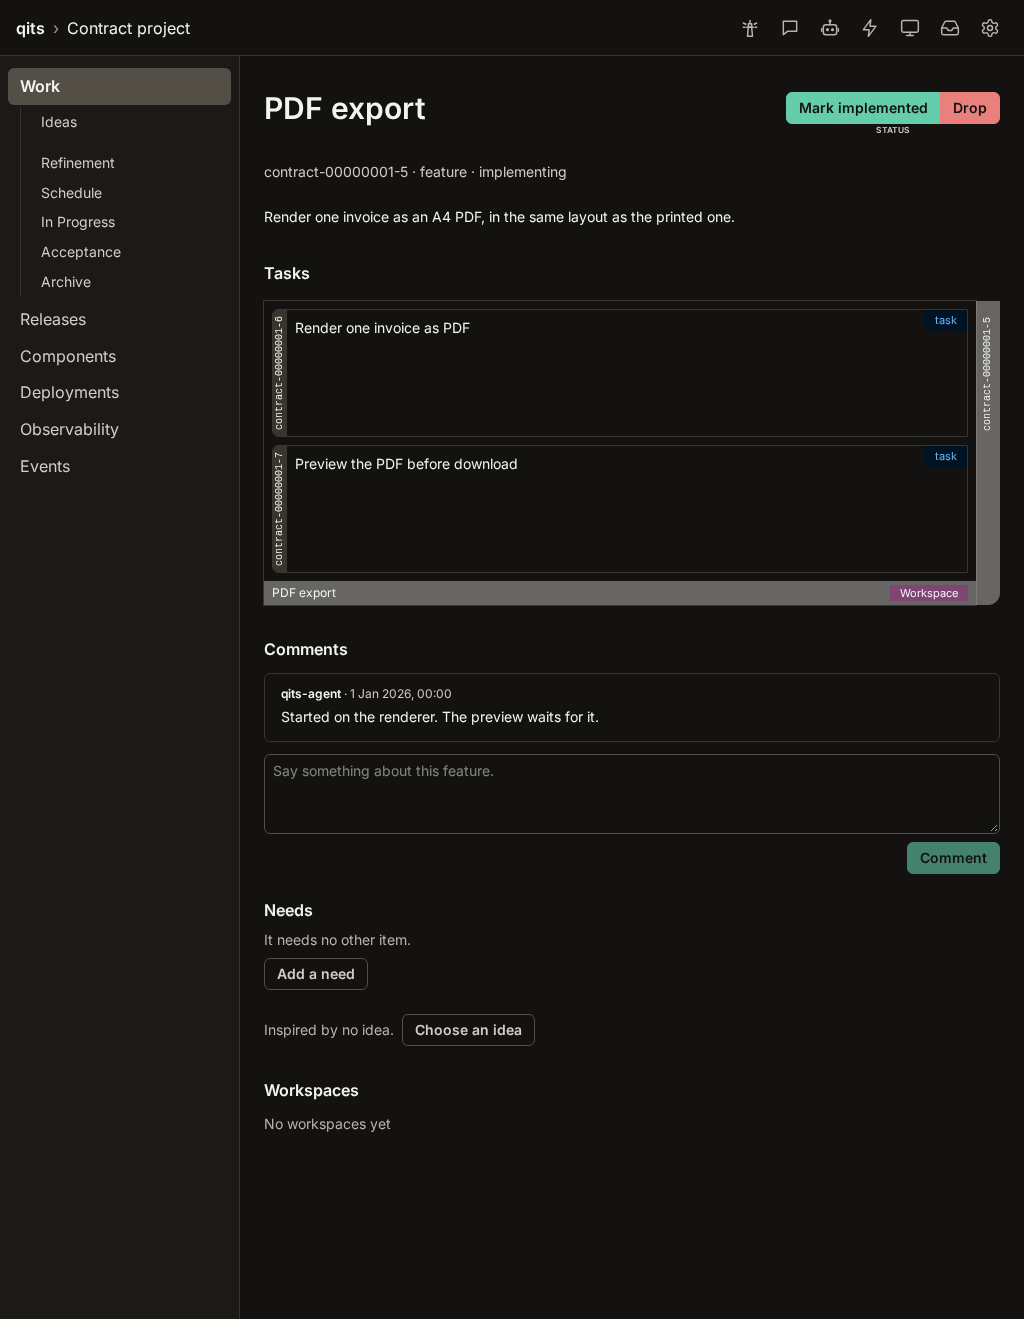 qits › Contract project
Work
Ideas
Refinement
Schedule
In Progress
Acceptance
Archive
Releases
Components
Deployments
Observability
Events
PDF export
Mark implemented
Drop
STATUS
contract-00000001-5 · feature · implementing
Render one invoice as an A4 PDF, in the same layout as the printed one.
Tasks
contract-00000001-6
Render one invoice as PDF
task
contract-00000001-5
contract-00000001-7
Preview the PDF before download
task
PDF export
Workspace
Comments
qits-agent · 1 Jan 2026, 00:00
Started on the renderer. The preview waits for it.
Say something about this feature.
Comment
Needs
It needs no other item.
Add a need
Inspired by no idea.
Choose an idea
Workspaces
No workspaces yet